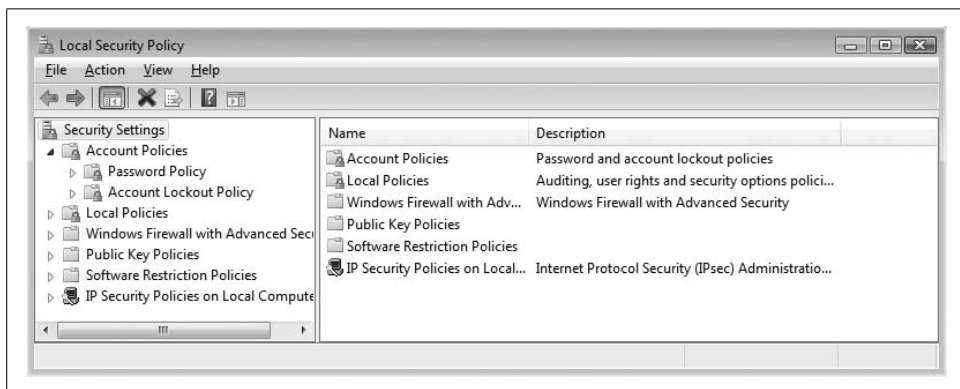 Local Security Policy
File Action View Help
Security Settings
Account Policies
Password Policy
Account Lockout Policy
Local Policies
Windows Firewall with Advanced Secu
Public Key Policies
Software Restriction Policies
IP Security Policies on Local Compute
Name Description
Account Policies Password and account lockout policies
Local Policies Auditing, user rights and security options polici...
Windows Firewall with Adv... Windows Firewall with Advanced Security
Public Key Policies
Software Restriction Policies
IP Security Policies on Local... Internet Protocol Security (IPsec) Administratio...